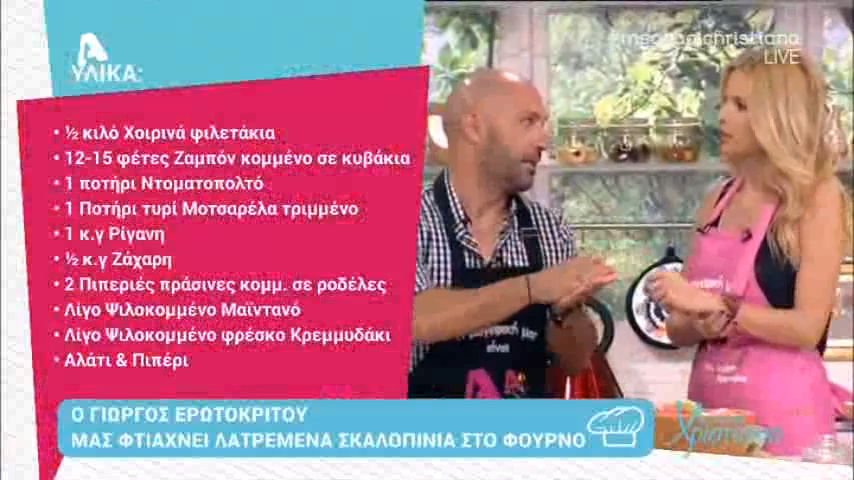 #megalanichristiana
LIVE
ΥΛΙΚΑ:
• ½ κιλό Χοιρινά φιλετάκια
• 12-15 φέτες Ζαμπόν κομμένο σε κυβάκια
• 1 ποτήρι Ντοματοπολτό
• 1 Ποτήρι τυρί Μοτσαρέλα τριμμένο
• 1 κ.γ Ρίγανη
• ½ κ.γ Ζάχαρη
• 2 Πιπεριές πράσινες κομμ. σε ροδέλες
• Λίγο Ψιλοκομμένο Μαϊντανό
• Λίγο Ψιλοκομμένο φρέσκο Κρεμμυδάκι
• Αλάτι & Πιπέρι
Ο ΓΙΩΡΓΟΣ ΕΡΩΤΟΚΡΙΤΟΥ
ΜΑΣ ΦΤΙΑΧΝΕΙ ΛΑΤΡΕΜΕΝΑ ΣΚΑΛΟΠΙΝΙΑ ΣΤΟ ΦΟΥΡΝΟ
Χριστιάνα